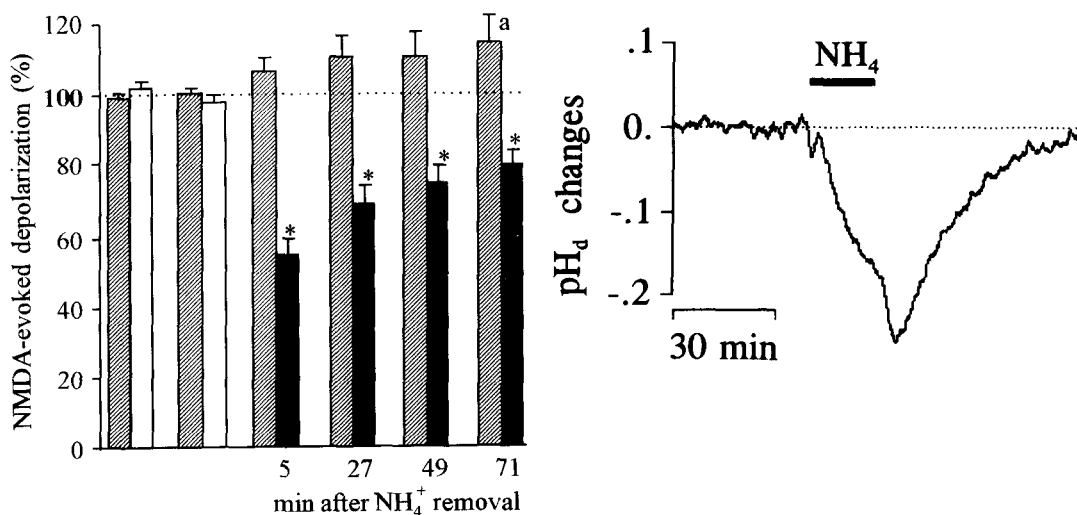 NMDA-evoked depolarization (%)
120
100
80
60
40
20
0
a
*
*
*
*
5 27 49 71
min after NH₄⁺ removal
pH_d changes
.1
0.
-.1
-.2
NH₄
30 min